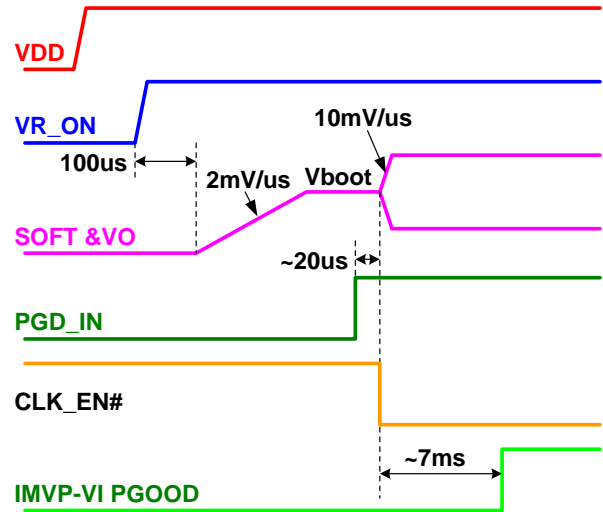 VDD
VR_ON
10mV/us
100us
2mV/us
Vboot
SOFT &VO
~20us
PGD_IN
CLK_EN#
~7ms
IMVP-VI PGOOD